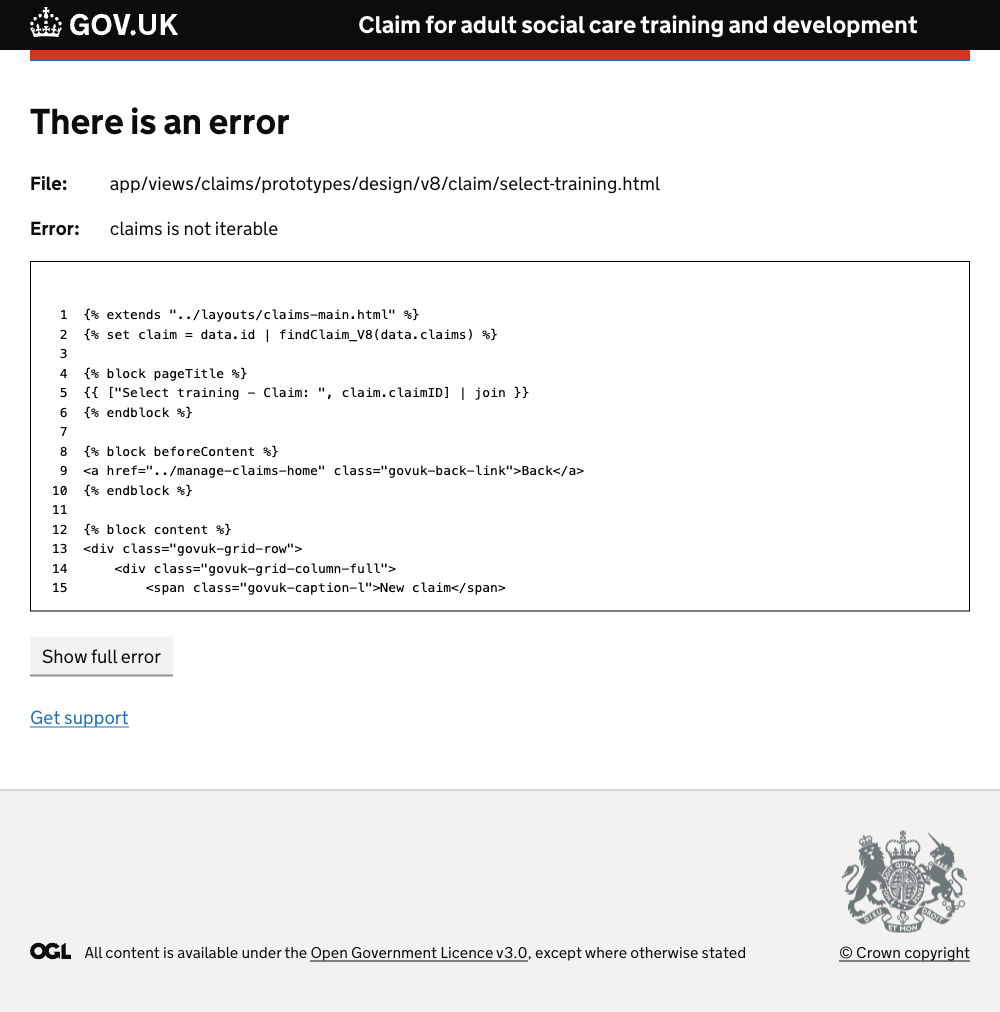 GOV.UK Claim for adult social care training and development
There is an error
File: app/views/claims/prototypes/design/v8/claim/select-training.html
Error: claims is not iterable
1 {% extends "../layouts/claims-main.html" %}
2 {% set claim = data.id | findClaim_V8(data.claims) %}
3
4 {% block pageTitle %}
5 {{ ["Select training - Claim: ", claim.claimID] | join }}
6 {% endblock %}
7
8 {% block beforeContent %}
9 <a href="../manage-claims-home" class="govuk-back-link">Back</a>
10 {% endblock %}
11
12 {% block content %}
13 <div class="govuk-grid-row">
14     <div class="govuk-grid-column-full">
15         <span class="govuk-caption-l">New claim</span>
Show full error
Get support
DIEU ET MON DROIT
OGL All content is available under the Open Government Licence v3.0, except where otherwise stated
© Crown copyright